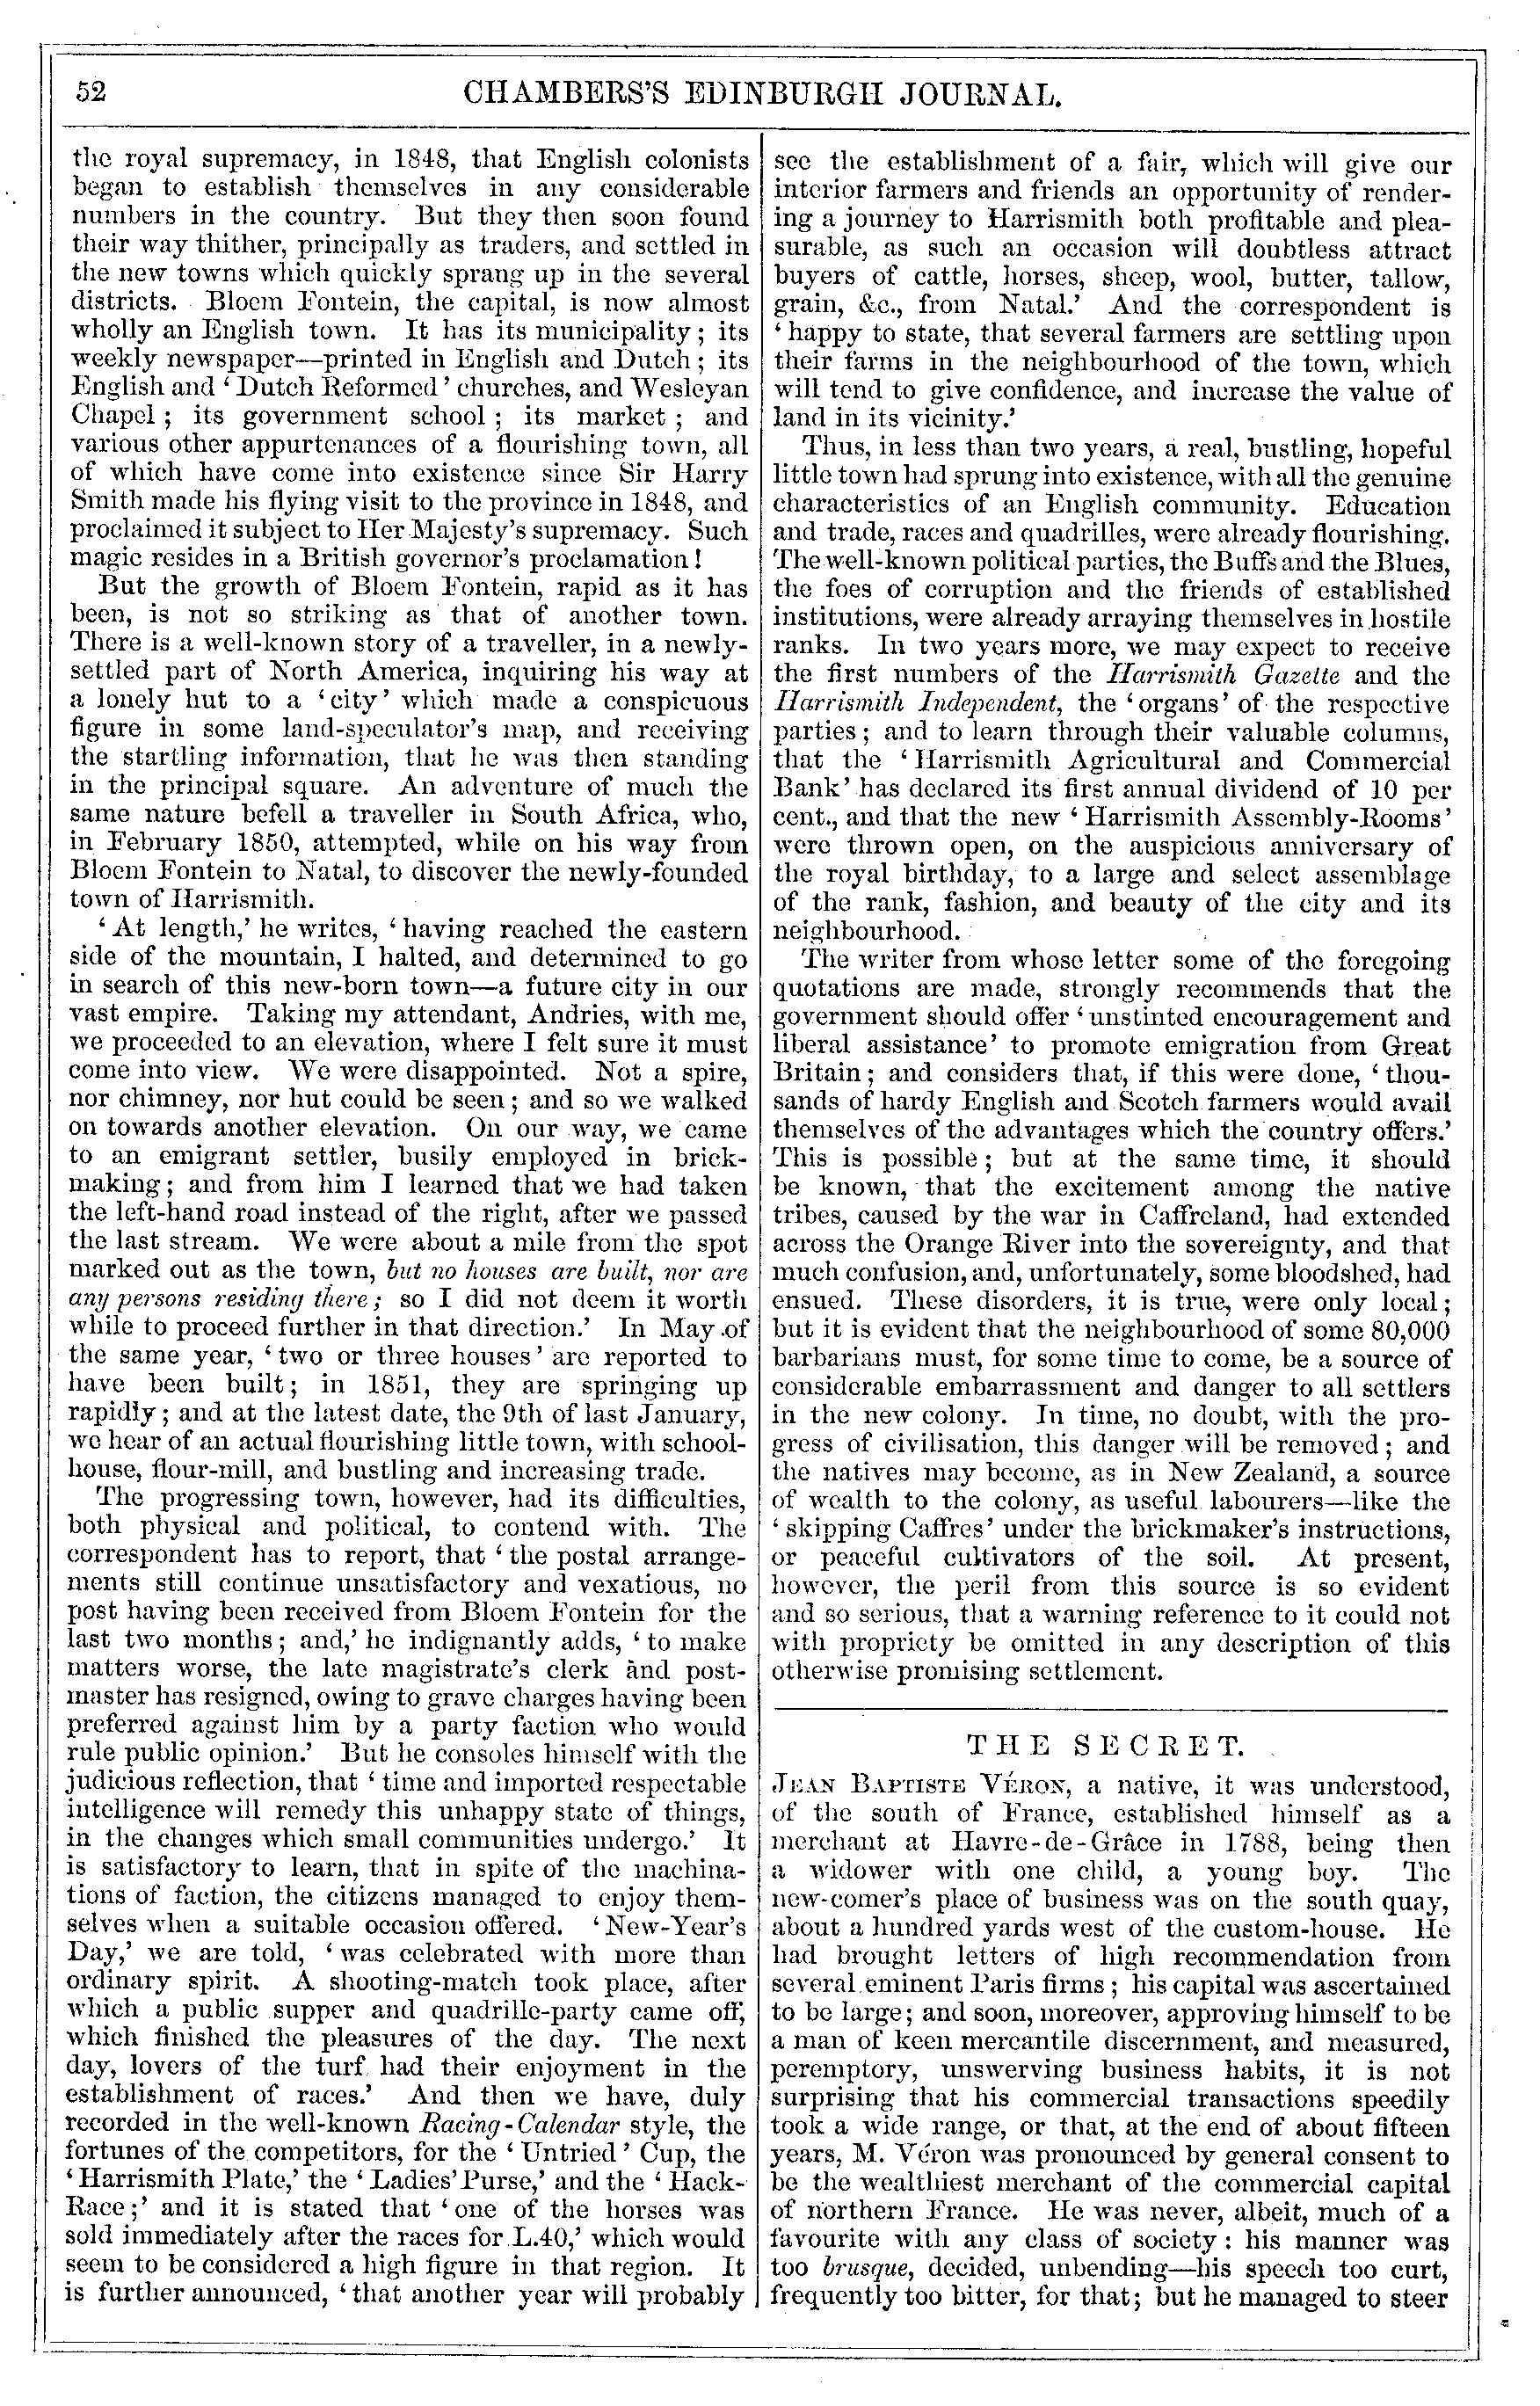 52
CHAMBERS'S EDINBURGH JOURNAL.
the royal supremacy, in 1848, that English colonists
began to establish themselves in any considerable
numbers in the country. But they then soon found
their way thither, principally as traders, and settled in
the new towns which quickly sprang up in the several
districts. Bloem Fontein, the capital, is now almost
wholly an English town. It has its municipality; its
weekly newspaper—printed in English and Dutch; its
English and 'Dutch Reformed' churches, and Wesleyan
Chapel; its government school; its market; and
various other appurtenances of a flourishing town, all
of which have come into existence since Sir Harry
Smith made his flying visit to the province in 1848, and
proclaimed it subject to Her Majesty's supremacy. Such
magic resides in a British governor's proclamation!
But the growth of Bloem Fontein, rapid as it has
been, is not so striking as that of another town.
There is a well-known story of a traveller, in a newly-
settled part of North America, inquiring his way at
a lonely hut to a 'city' which made a conspicuous
figure in some land-speculator's map, and receiving
the startling information, that he was then standing
in the principal square. An adventure of much the
same nature befell a traveller in South Africa, who,
in February 1850, attempted, while on his way from
Bloem Fontein to Natal, to discover the newly-founded
town of Harrismith.
'At length,' he writes, 'having reached the eastern
side of the mountain, I halted, and determined to go
in search of this new-born town—a future city in our
vast empire. Taking my attendant, Andries, with me,
we proceeded to an elevation, where I felt sure it must
come into view. We were disappointed. Not a spire,
nor chimney, nor hut could be seen; and so we walked
on towards another elevation. On our way, we came
to an emigrant settler, busily employed in brick-
making; and from him I learned that we had taken
the left-hand road instead of the right, after we passed
the last stream. We were about a mile from the spot
marked out as the town, but no houses are built, nor are
any persons residing there; so I did not deem it worth
while to proceed further in that direction.' In May of
the same year, 'two or three houses' are reported to
have been built; in 1851, they are springing up
rapidly; and at the latest date, the 9th of last January,
we hear of an actual flourishing little town, with school-
house, flour-mill, and bustling and increasing trade.
The progressing town, however, had its difficulties,
both physical and political, to contend with. The
correspondent has to report, that 'the postal arrange-
ments still continue unsatisfactory and vexatious, no
post having been received from Bloem Fontein for the
last two months; and,' he indignantly adds, 'to make
matters worse, the late magistrate's clerk and post-
master has resigned, owing to grave charges having been
preferred against him by a party faction who would
rule public opinion.' But he consoles himself with the
judicious reflection, that 'time and imported respectable
intelligence will remedy this unhappy state of things,
in the changes which small communities undergo.' It
is satisfactory to learn, that in spite of the machina-
tions of faction, the citizens managed to enjoy them-
selves when a suitable occasion offered. 'New-Year's
Day,' we are told, 'was celebrated with more than
ordinary spirit. A shooting-match took place, after
which a public supper and quadrille-party came off,
which finished the pleasures of the day. The next
day, lovers of the turf had their enjoyment in the
establishment of races.' And then we have, duly
recorded in the well-known Racing-Calendar style, the
fortunes of the competitors, for the 'Untried' Cup, the
'Harrismith Plate,' the 'Ladies' Purse,' and the 'Hack-
Race;' and it is stated that 'one of the horses was
sold immediately after the races for L.40,' which would
seem to be considered a high figure in that region. It
is further announced, 'that another year will probably
see the establishment of a fair, which will give our
interior farmers and friends an opportunity of render-
ing a journey to Harrismith both profitable and plea-
surable, as such an occasion will doubtless attract
buyers of cattle, horses, sheep, wool, butter, tallow,
grain, &c., from Natal.' And the correspondent is
'happy to state, that several farmers are settling upon
their farms in the neighbourhood of the town, which
will tend to give confidence, and increase the value of
land in its vicinity.'
Thus, in less than two years, a real, bustling, hopeful
little town had sprung into existence, with all the genuine
characteristics of an English community. Education
and trade, races and quadrilles, were already flourishing.
The well-known political parties, the Buffs and the Blues,
the foes of corruption and the friends of established
institutions, were already arraying themselves in hostile
ranks. In two years more, we may expect to receive
the first numbers of the Harrismith Gazette and the
Harrismith Independent, the 'organs' of the respective
parties; and to learn through their valuable columns,
that the 'Harrismith Agricultural and Commercial
Bank' has declared its first annual dividend of 10 per
cent., and that the new 'Harrismith Assembly-Rooms'
were thrown open, on the auspicious anniversary of
the royal birthday, to a large and select assemblage
of the rank, fashion, and beauty of the city and its
neighbourhood.
The writer from whose letter some of the foregoing
quotations are made, strongly recommends that the
government should offer 'unstinted encouragement and
liberal assistance' to promote emigration from Great
Britain; and considers that, if this were done, 'thou-
sands of hardy English and Scotch farmers would avail
themselves of the advantages which the country offers.'
This is possible; but at the same time, it should
be known, that the excitement among the native
tribes, caused by the war in Caffreland, had extended
across the Orange River into the sovereignty, and that
much confusion, and, unfortunately, some bloodshed, had
ensued. These disorders, it is true, were only local;
but it is evident that the neighbourhood of some 80,000
barbarians must, for some time to come, be a source of
considerable embarrassment and danger to all settlers
in the new colony. In time, no doubt, with the pro-
gress of civilisation, this danger will be removed; and
the natives may become, as in New Zealand, a source
of wealth to the colony, as useful labourers—like the
'skipping Caffres' under the brickmaker's instructions,
or peaceful cultivators of the soil. At present,
however, the peril from this source is so evident
and so serious, that a warning reference to it could not
with propriety be omitted in any description of this
otherwise promising settlement.
THE SECRET.
JEAN BAPTISTE VÉRON, a native, it was understood,
of the south of France, established himself as a
merchant at Havre-de-Grâce in 1788, being then
a widower with one child, a young boy. The
new-comer's place of business was on the south quay,
about a hundred yards west of the custom-house. He
had brought letters of high recommendation from
several eminent Paris firms; his capital was ascertained
to be large; and soon, moreover, approving himself to be
a man of keen mercantile discernment, and measured,
peremptory, unswerving business habits, it is not
surprising that his commercial transactions speedily
took a wide range, or that, at the end of about fifteen
years, M. Véron was pronounced by general consent to
be the wealthiest merchant of the commercial capital
of northern France. He was never, albeit, much of a
favourite with any class of society: his manner was
too brusque, decided, unbending—his speech too curt,
frequently too bitter, for that; but he managed to steer